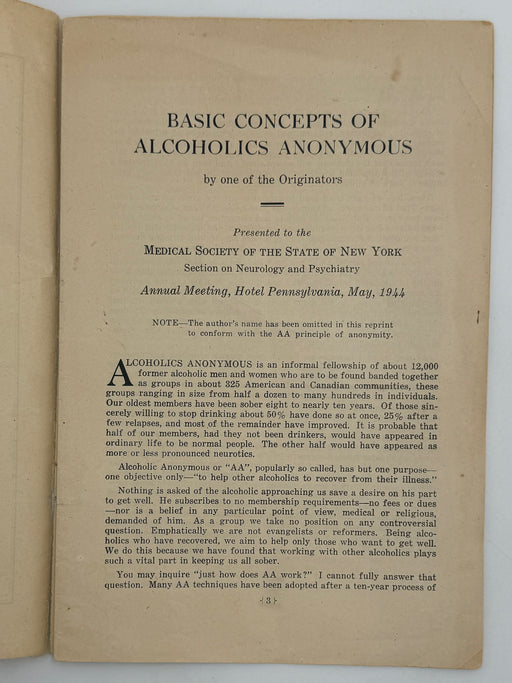 BASIC CONCEPTS OF
ALCOHOLICS ANONYMOUS
by one of the Originators
Presented to the
MEDICAL SOCIETY OF THE STATE OF NEW YORK
Section on Neurology and Psychiatry
Annual Meeting, Hotel Pennsylvania, May, 1944
NOTE—The author's name has been omitted in this reprint
to conform with the AA principle of anonymity.
ALCOHOLICS ANONYMOUS is an informal fellowship of about 12,000
former alcoholic men and women who are to be found banded together
as groups in about 325 American and Canadian communities, these
groups ranging in size from half a dozen to many hundreds in individuals.
Our oldest members have been sober eight to nearly ten years. Of those sin-
cerely willing to stop drinking about 50% have done so at once, 25% after a
few relapses, and most of the remainder have improved. It is probable that
half of our members, had they not been drinkers, would have appeared in
ordinary life to be normal people. The other half would have appeared as
more or less pronounced neurotics.
Alcoholic Anonymous or "AA", popularly so called, has but one purpose—
one objective only—"to help other alcoholics to recover from their illness."
Nothing is asked of the alcoholic approaching us save a desire on his part
to get well. He subscribes to no membership requirements—no fees or dues
—nor is a belief in any particular point of view, medical or religious,
demanded of him. As a group we take no position on any controversial
question. Emphatically we are not evangelists or reformers. Being alco-
holics who have recovered, we aim to help only those who want to get well.
We do this because we have found that working with other alcoholics plays
such a vital part in keeping us all sober.
You may inquire "just how does AA work?" I cannot fully answer that
question. Many AA techniques have been adopted after a ten-year process of
3